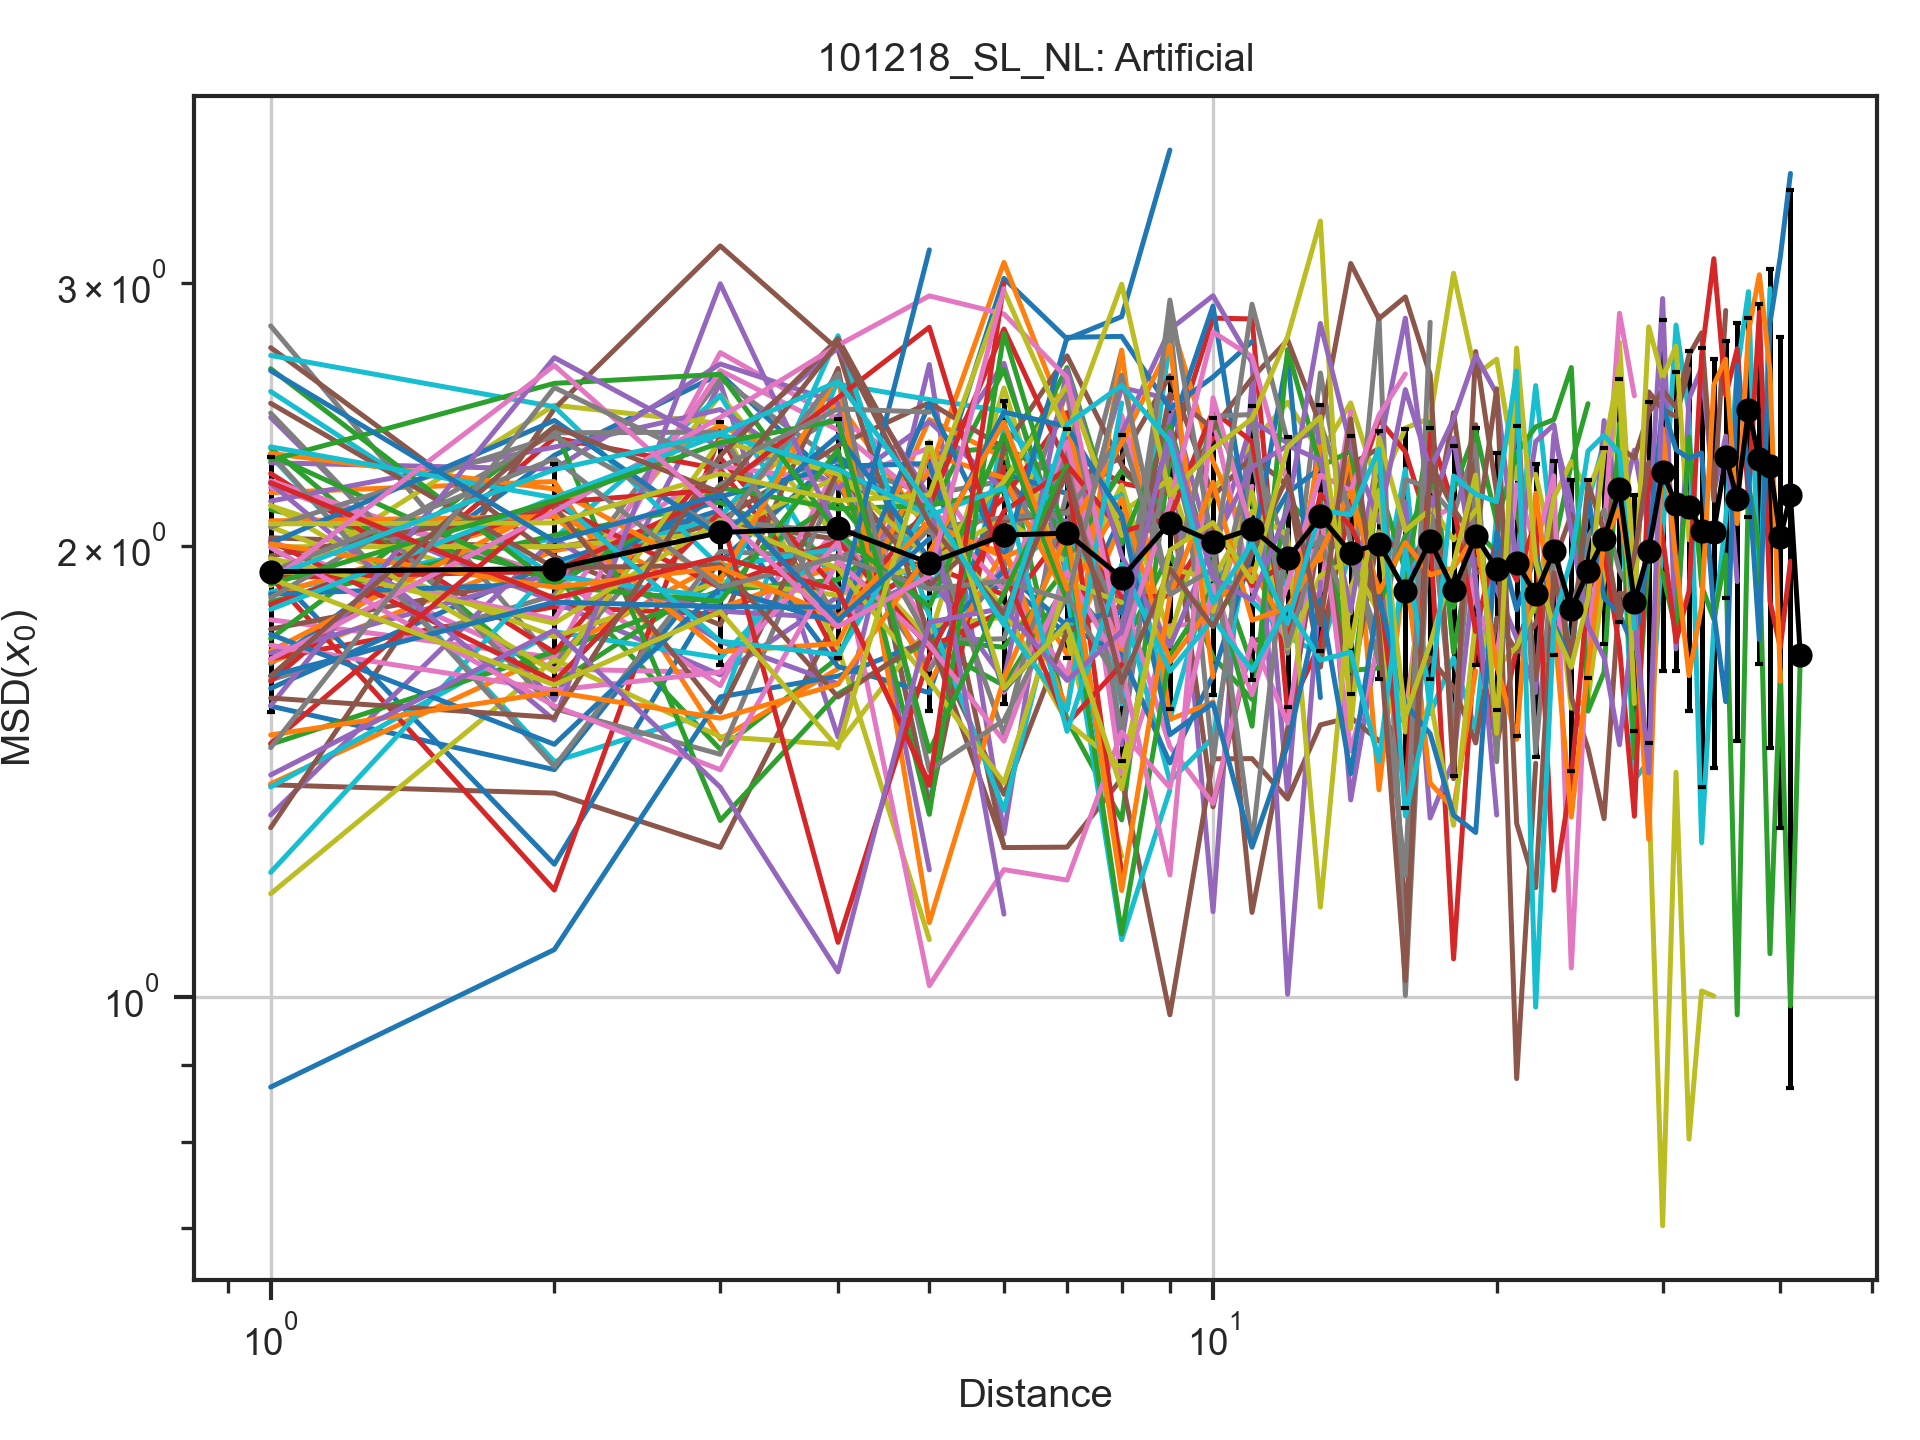 101218_SL_NL: Artificial
MSD(x₀)
3 × 10⁰
2 × 10⁰
10⁰
10⁰
10¹
Distance